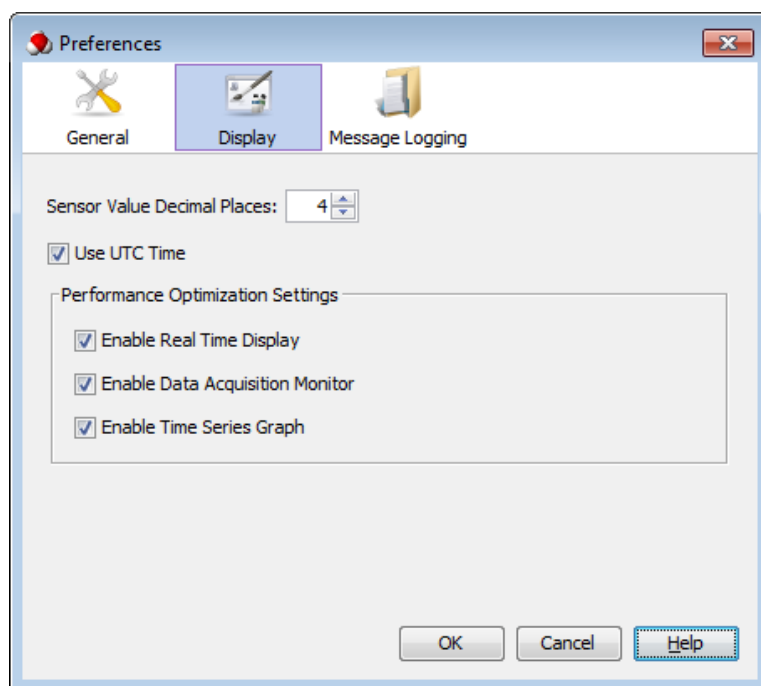 Preferences
General Display Message Logging
Sensor Value Decimal Places: 4
Use UTC Time
Performance Optimization Settings
Enable Real Time Display
Enable Data Acquisition Monitor
Enable Time Series Graph
OK Cancel Help